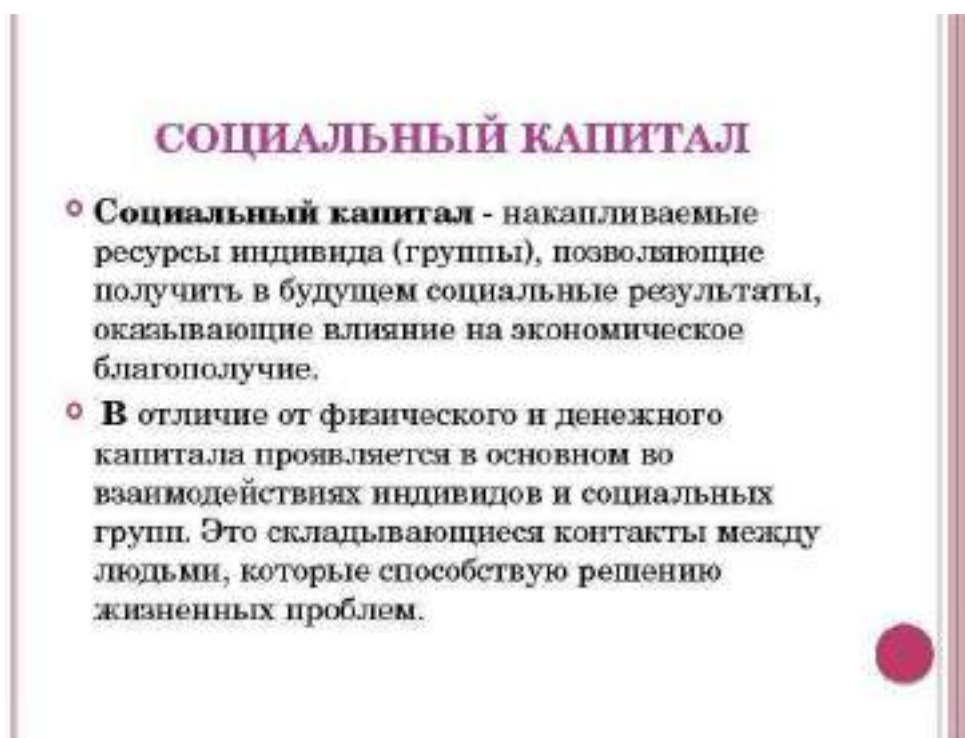 СОЦИАЛЬНЫЙ КАПИТАЛ
Социальный капитал - накапливаемые
ресурсы индивида (группы), позволяющие
получить в будущем социальные результаты,
оказывающие влияние на экономическое
благополучие.
В отличие от физического и денежного
капитала проявляется в основном во
взаимодействиях индивидов и социальных
групп. Это складывающиеся контакты между
людьми, которые способствую решению
жизненных проблем.